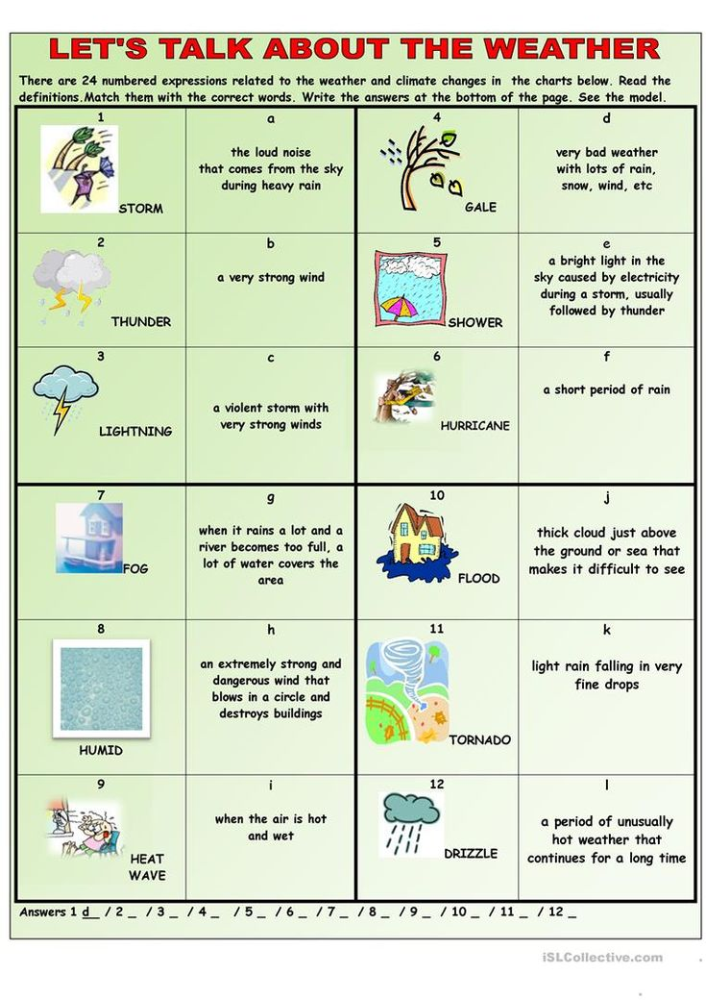 LET'S TALK ABOUT THE WEATHER
There are 24 numbered expressions related to the weather and climate changes in the charts below. Read the
definitions.Match them with the correct words. Write the answers at the bottom of the page. See the model.
1
STORM
a
the loud noise
that comes from the sky
during heavy rain
4
GALE
d
very bad weather
with lots of rain,
snow, wind, etc
2
THUNDER
b
a very strong wind
5
SHOWER
e
a bright light in the
sky caused by electricity
during a storm, usually
followed by thunder
3
LIGHTNING
c
a violent storm with
very strong winds
6
HURRICANE
f
a short period of rain
7
FOG
g
when it rains a lot and a
river becomes too full, a
lot of water covers the
area
10
FLOOD
j
thick cloud just above
the ground or sea that
makes it difficult to see
8
HUMID
h
an extremely strong and
dangerous wind that
blows in a circle and
destroys buildings
11
TORNADO
k
light rain falling in very
fine drops
9
HEAT
WAVE
i
when the air is hot
and wet
12
DRIZZLE
l
a period of unusually
hot weather that
continues for a long time
Answers 1 d__ / 2 _ / 3 _ / 4 _ / 5 _ / 6 _ / 7 _ / 8 _ / 9 _ / 10 _ / 11 _ / 12 _
iSLCollective.com